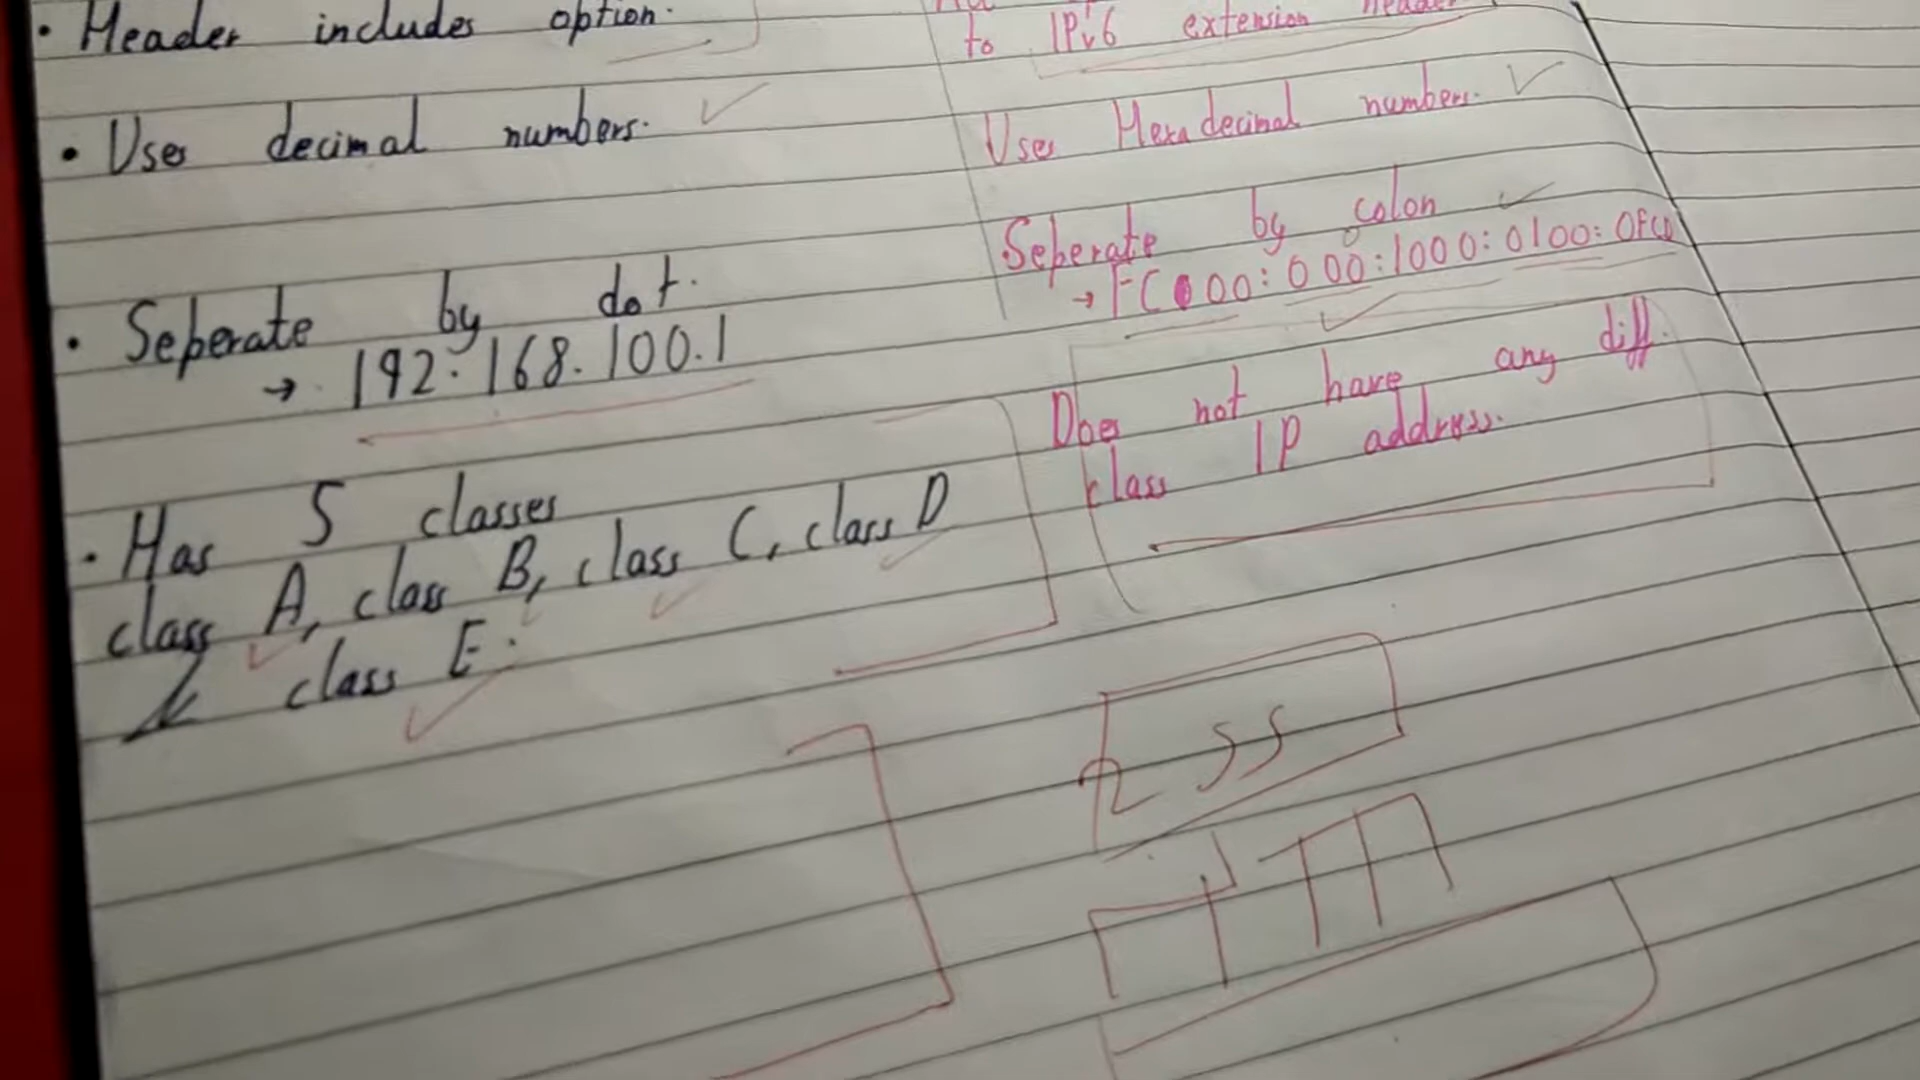 • Header includes option.
• Uses decimal numbers.
• Seperate by dot.
→ 192.168.100.1
• Has 5 classes
class A, class B, class C, class D
& class E.
to IPv6 extension header
Uses Hexadecimal numbers.
Seperate by colon
→ FC000:000:1000:0100:
Does not have any diff.
class IP address.